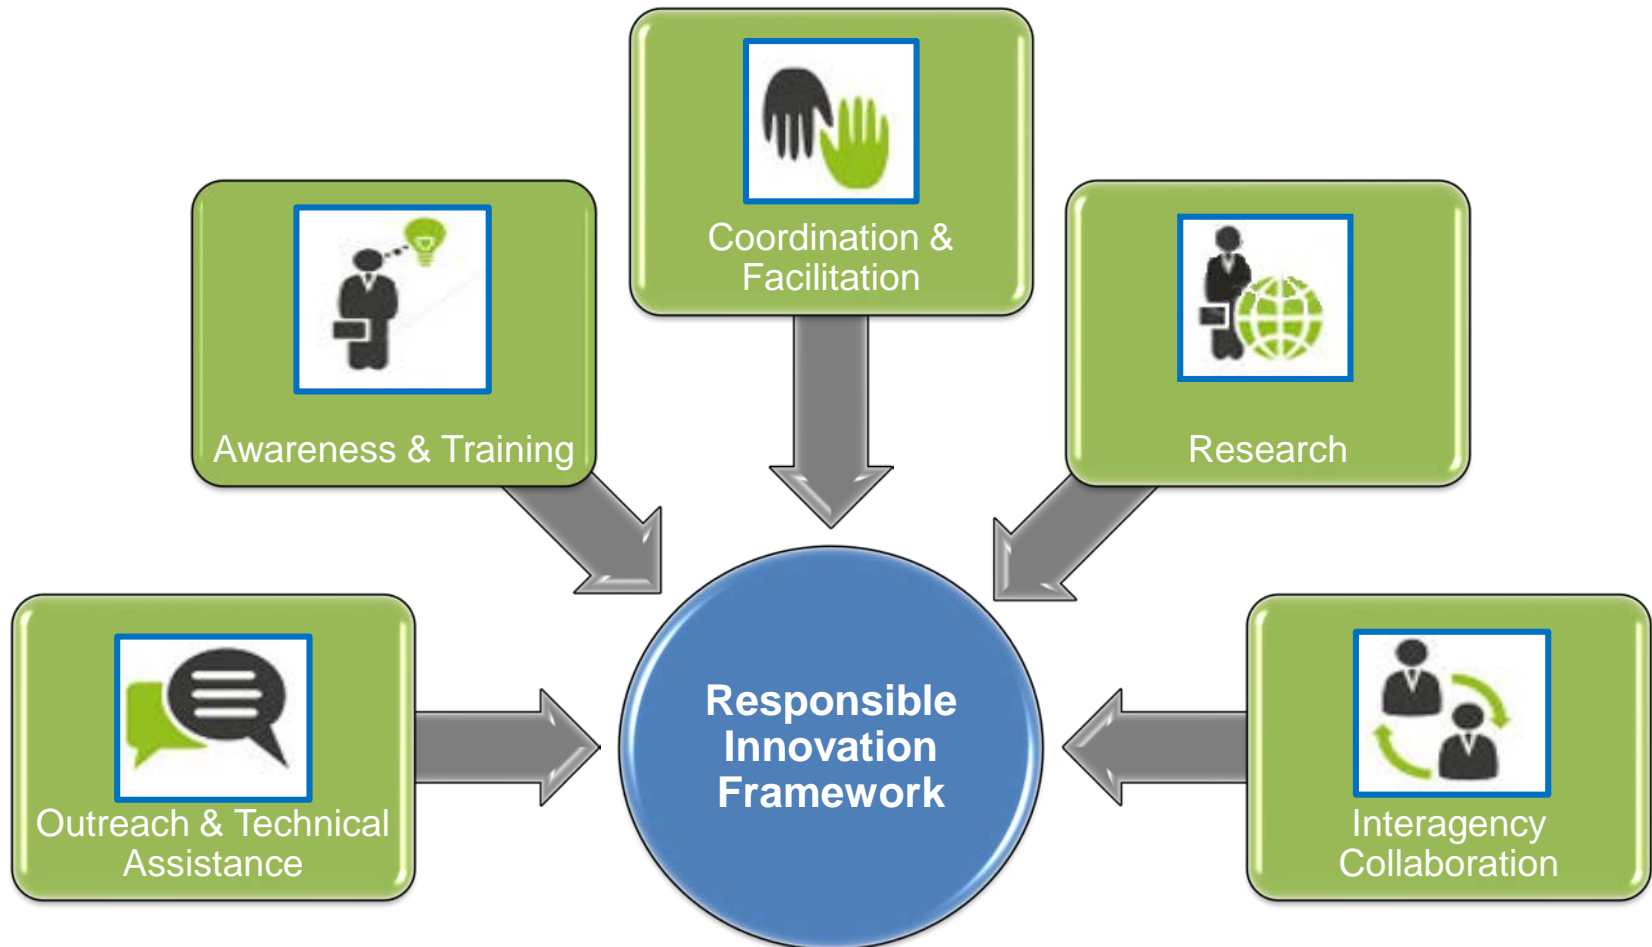 Coordination &
Facilitation
Awareness & Training
Research
Responsible
Innovation
Framework
Outreach & Technical
Assistance
Interagency
Collaboration